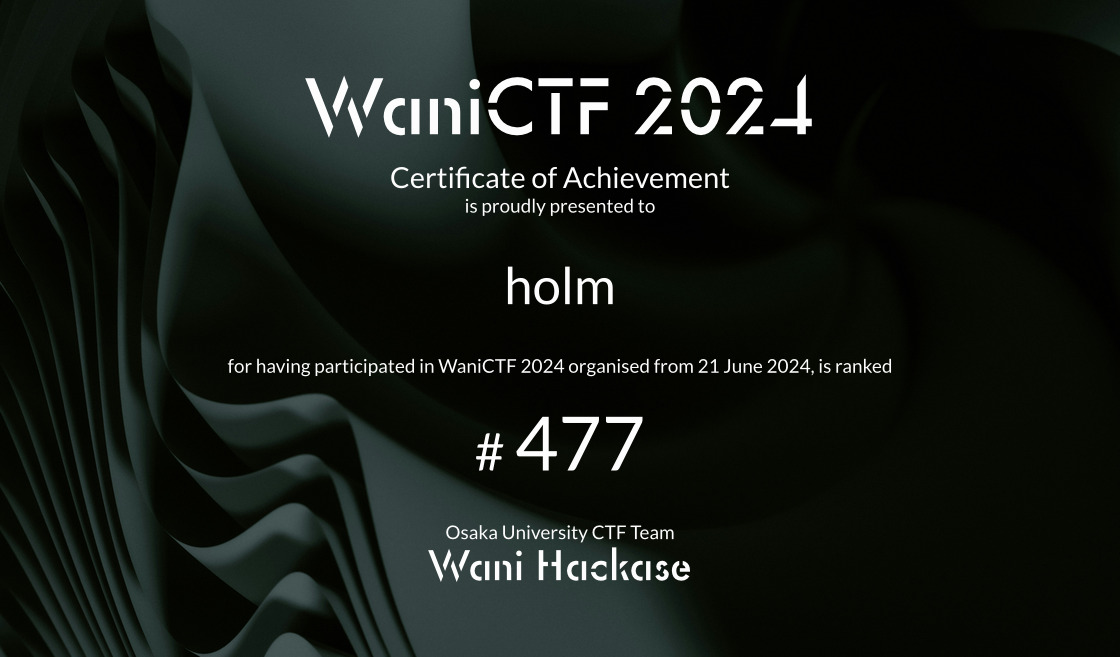 WaniCTF 2024
Certificate of Achievement
is proudly presented to
holm
for having participated in WaniCTF 2024 organised from 21 June 2024, is ranked
# 477
Osaka University CTF Team
Wani Hackase